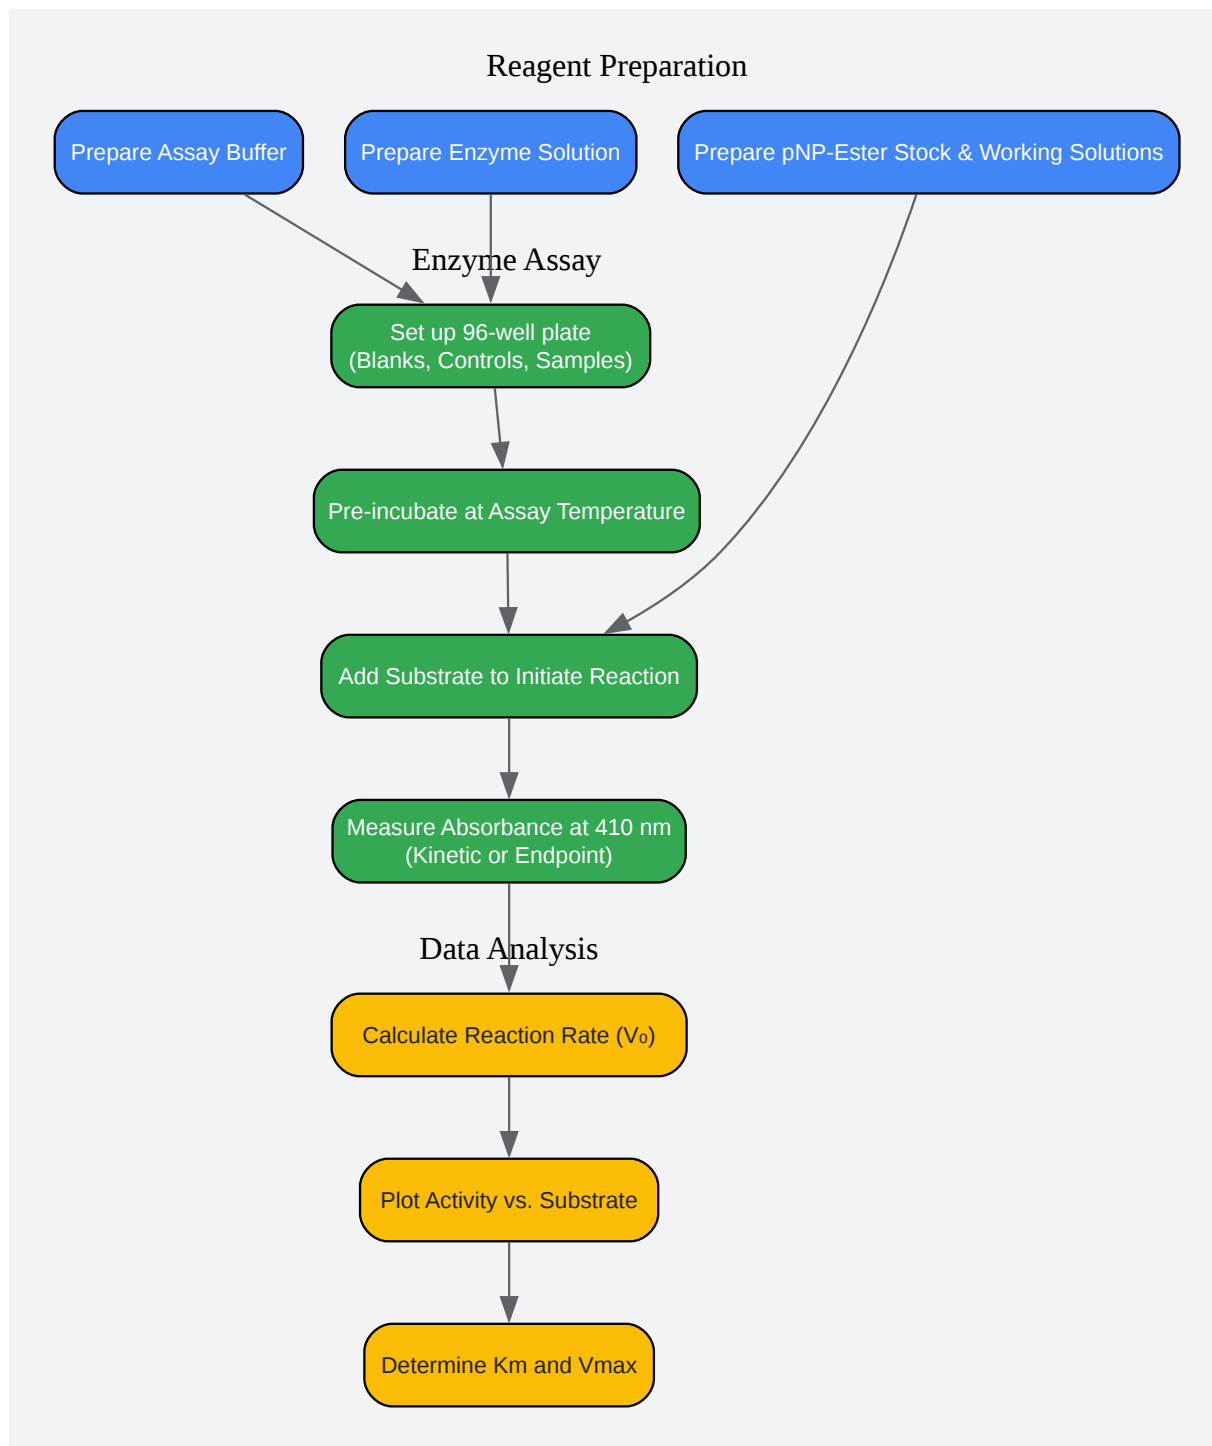 Reagent Preparation
Prepare Assay Buffer
Prepare Enzyme Solution
Prepare pNP-Ester Stock & Working Solutions
Enzyme Assay
Set up 96-well plate
(Blanks, Controls, Samples)
Pre-incubate at Assay Temperature
Add Substrate to Initiate Reaction
Measure Absorbance at 410 nm
(Kinetic or Endpoint)
Data Analysis
Calculate Reaction Rate (V₀)
Plot Activity vs. Substrate
Determine Km and Vmax